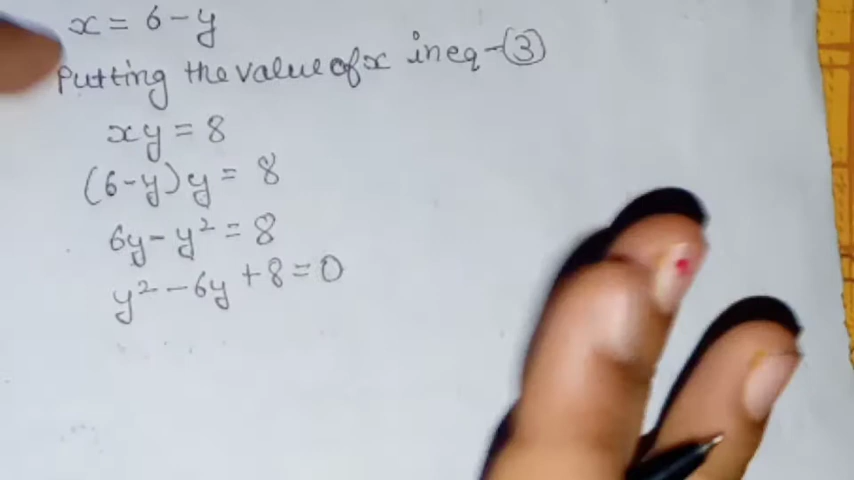 x = 6 - y
Putting the value of x in eq - (3)
xy = 8
(6 - y) y = 8
6y - y² = 8
y² - 6y + 8 = 0